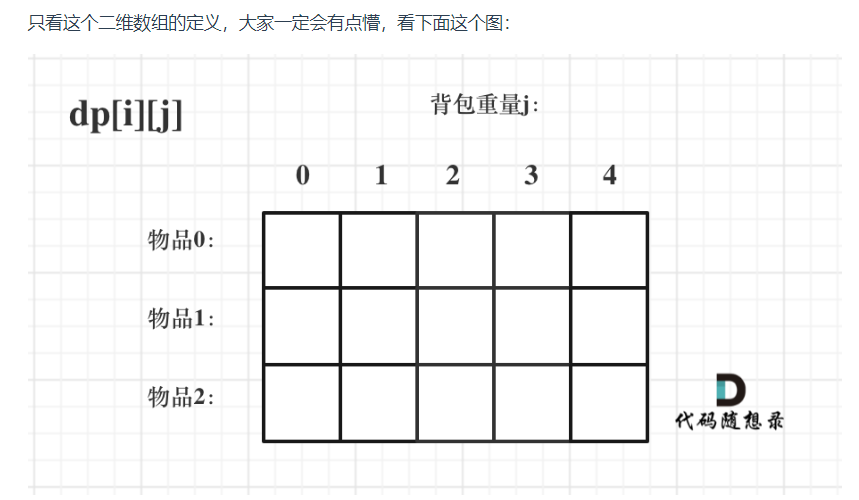 只看这个二维数组的定义，大家一定会有点懵，看下面这个图：
dp[i][j]
背包重量j：
0 1 2 3 4
物品0：
物品1：
物品2：
代码随想录